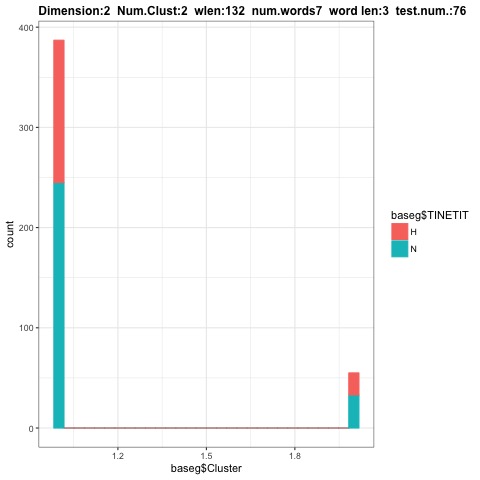 Dimension:2 Num.Clust:2 wlen:132 num.words7 word len:3 test.num.:76
400
300
200
100
0
count
1.2 1.5 1.8
baseg$Cluster
baseg$TINETIT
H
N